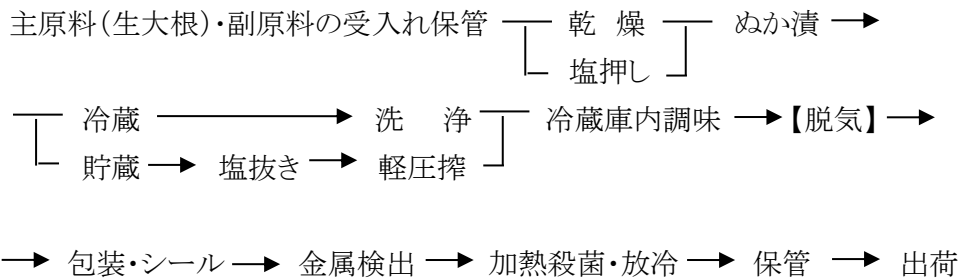 主原料(生大根)・副原料の受入れ保管 乾 燥 ぬか漬
塩押し
冷蔵 洗 浄 冷蔵庫内調味 【脱気】
貯蔵 塩抜き 軽圧搾
包装・シール 金属検出 加熱殺菌・放冷 保管 出荷